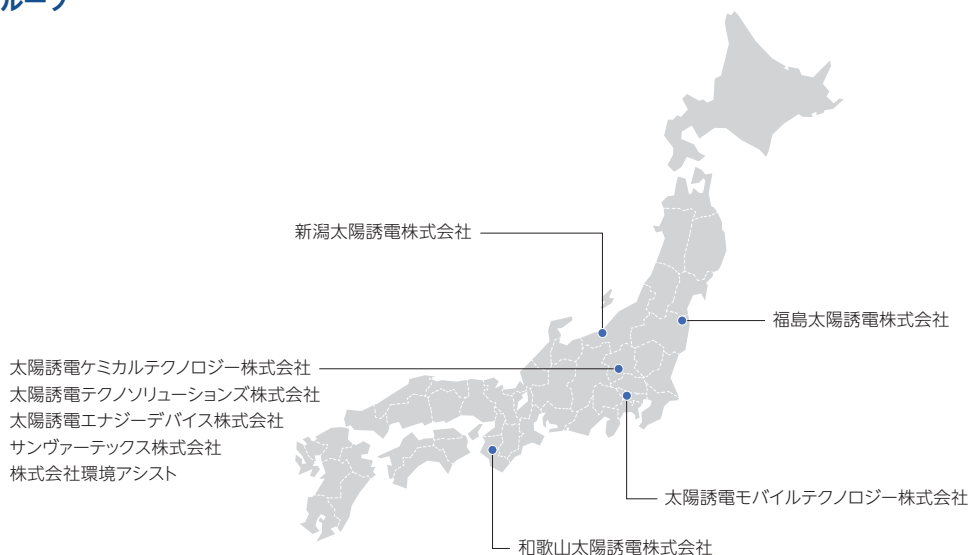 ループ
新潟太陽誘電株式会社
福島太陽誘電株式会社
太陽誘電ケミカルテクノロジー株式会社
太陽誘電テクノソリューションズ株式会社
太陽誘電エナジーデバイス株式会社
サンヴァーテックス株式会社
株式会社環境アシスト
太陽誘電モバイルテクノロジー株式会社
和歌山太陽誘電株式会社